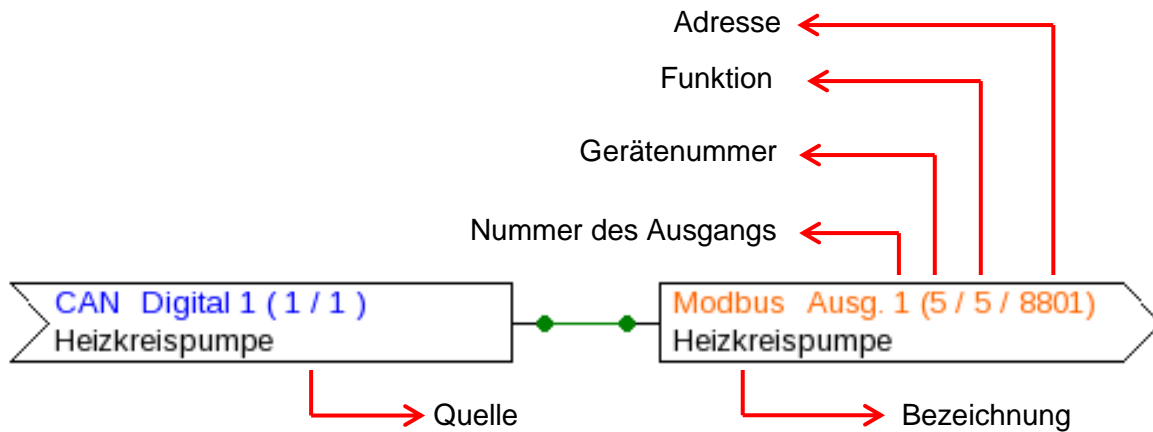 Adresse
Funktion
Gerätenummer
Nummer des Ausgangs
CAN Digital 1 ( 1 / 1 )
Heizkreispumpe
Modbus Ausg. 1 (5 / 5 / 8801)
Heizkreispumpe
Quelle
Bezeichnung